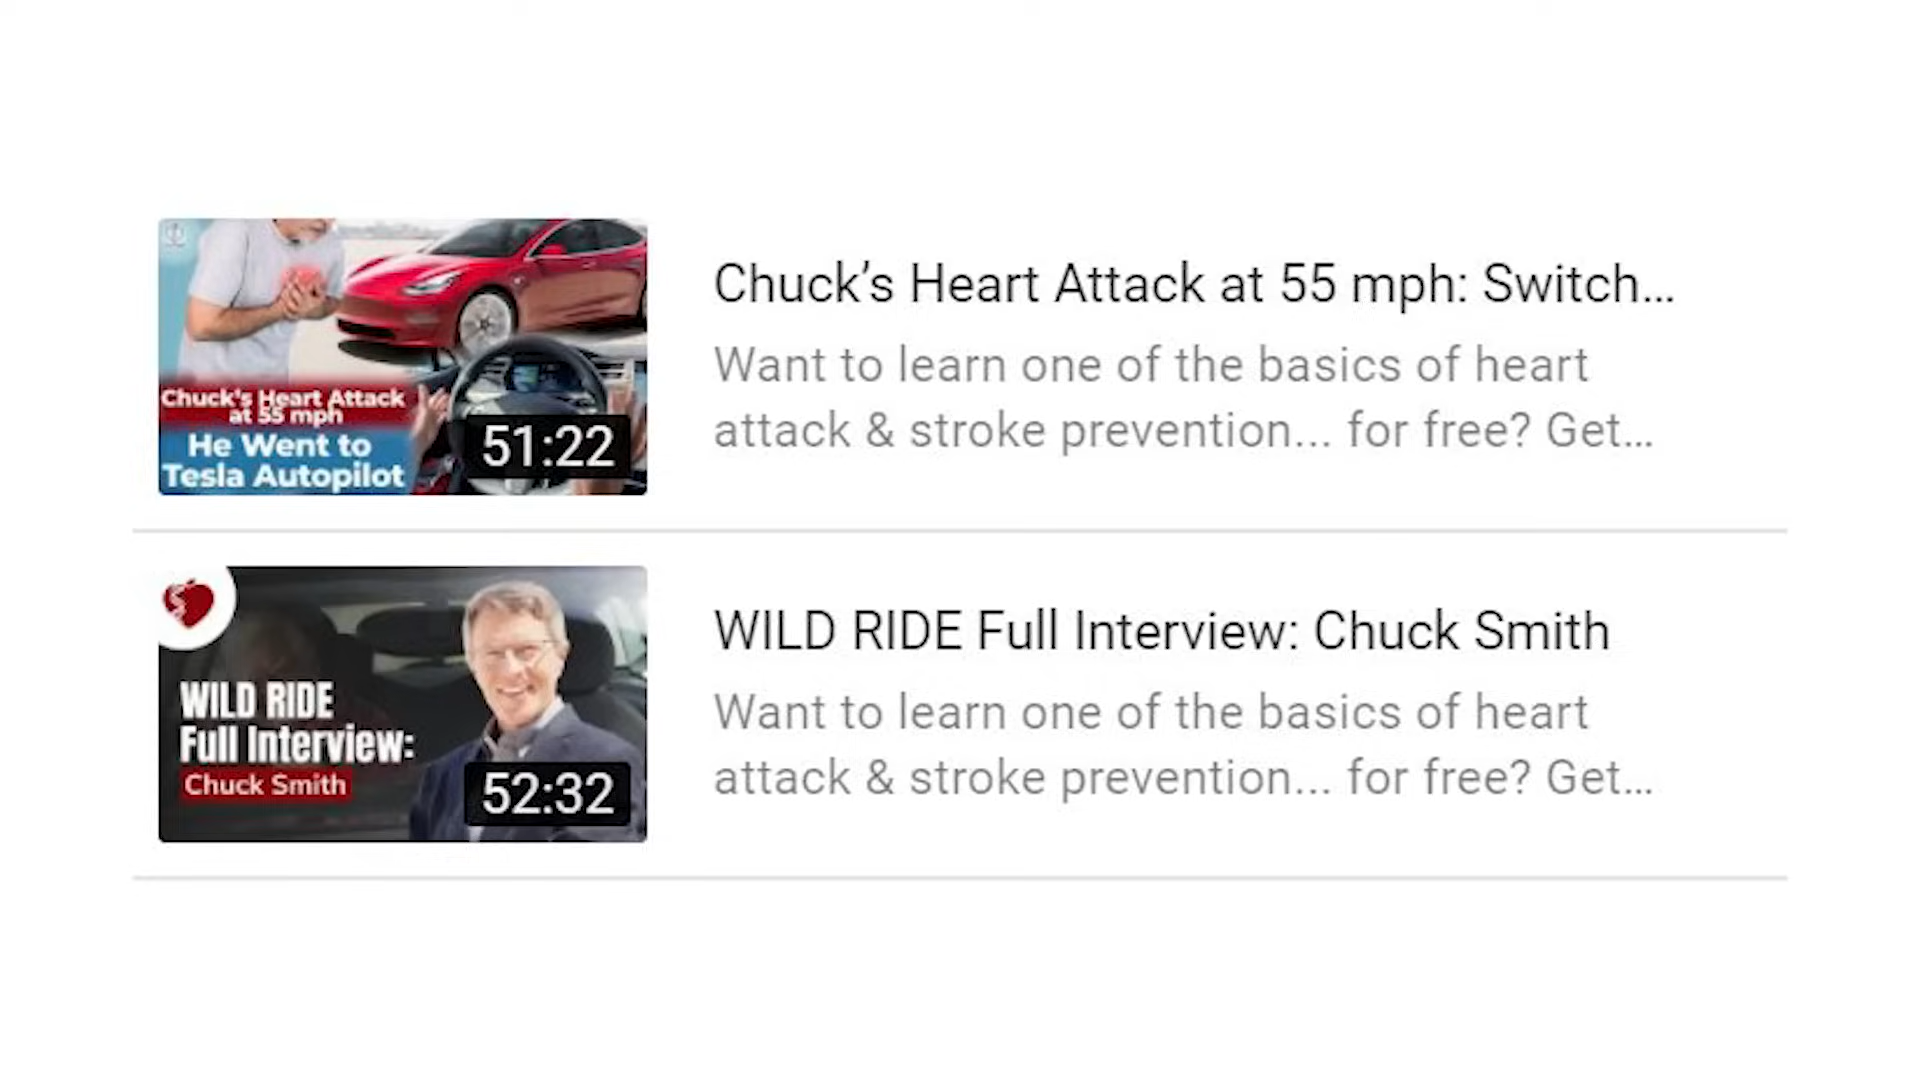 Chuck's Heart Attack
at 55 mph
He Went to
Tesla Autopilot
51:22
Chuck’s Heart Attack at 55 mph: Switch...
Want to learn one of the basics of heart
attack & stroke prevention... for free? Get...
WILD RIDE
Full Interview:
Chuck Smith
52:32
WILD RIDE Full Interview: Chuck Smith
Want to learn one of the basics of heart
attack & stroke prevention... for free? Get...